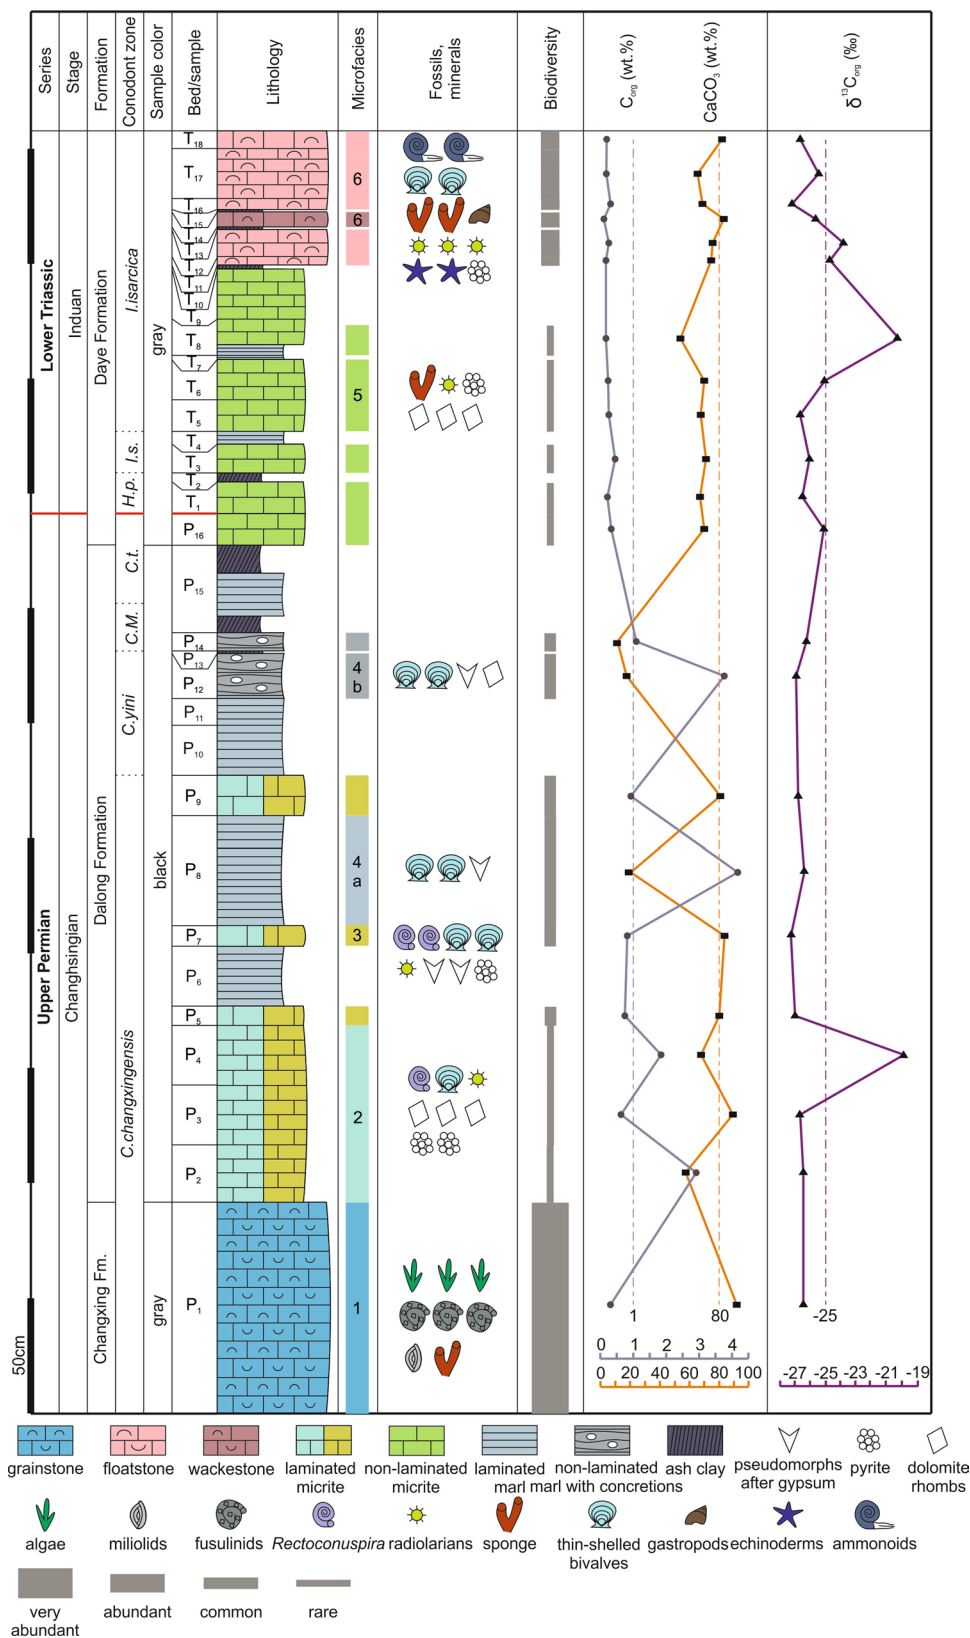 Series
Stage
Formation
Conodont zone
Sample color
Bed/sample
Lithology
Microfacies
Fossils,
minerals
Biodiversity
C_org (wt.%)
CaCO₃ (wt.%)
δ¹³C_org (‰)
Lower Triassic
Upper Permian
Induan
Changhsingian
Daye Formation
Dalong Formation
Changxing Fm.
I.isarcica
I.s.
H.p.
C.t.
C.M.
C.yini
C.changxingensis
gray
black
gray
T₁₈
T₁₇
T₁₆
T₁₅
T₁₄
T₁₃
T₁₂
T₁₁
T₁₀
T₉
T₈
T₇
T₆
T₅
T₄
T₃
T₂
T₁
P₁₆
P₁₅
P₁₄
P₁₃
P₁₂
P₁₁
P₁₀
P₉
P₈
P₇
P₆
P₅
P₄
P₃
P₂
P₁
6
6
5
4
b
4
a
3
2
1
50cm
1 80 -25
0 1 2 3 4
0 20 40 60 80 100
-27 -25 -23 -21 -19
grainstone
floatstone
wackestone
laminated
micrite
non-laminated
micrite
laminated
marl
non-laminated
marl with concretions
ash clay
pseudomorphs
after gypsum
pyrite
dolomite
rhombs
algae
miliolids
fusulinids
Rectoconuspira
radiolarians
sponge
thin-shelled
bivalves
gastropods
echinoderms
ammonoids
very
abundant
abundant
common
rare